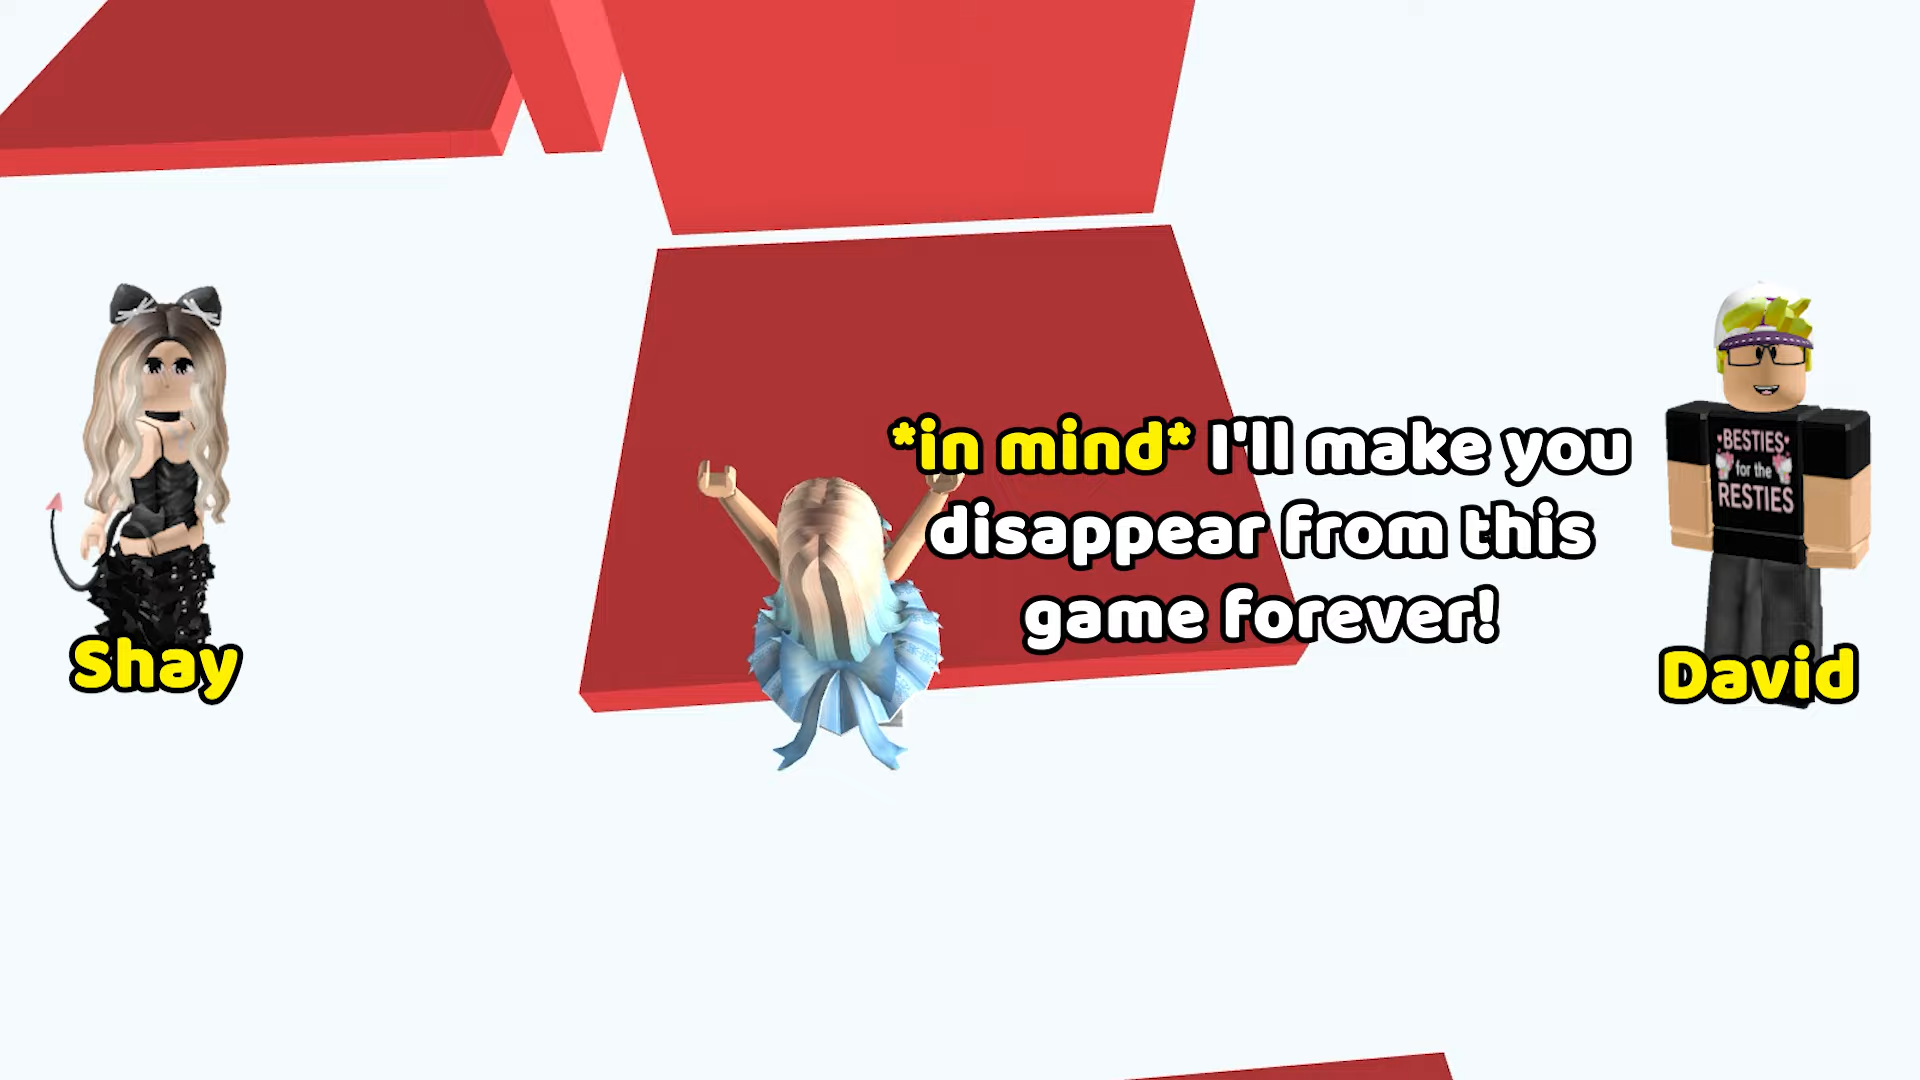 *in mind* I'll make you
disappear from this
game forever!
BESTIES
for the
RESTIES
Shay
David